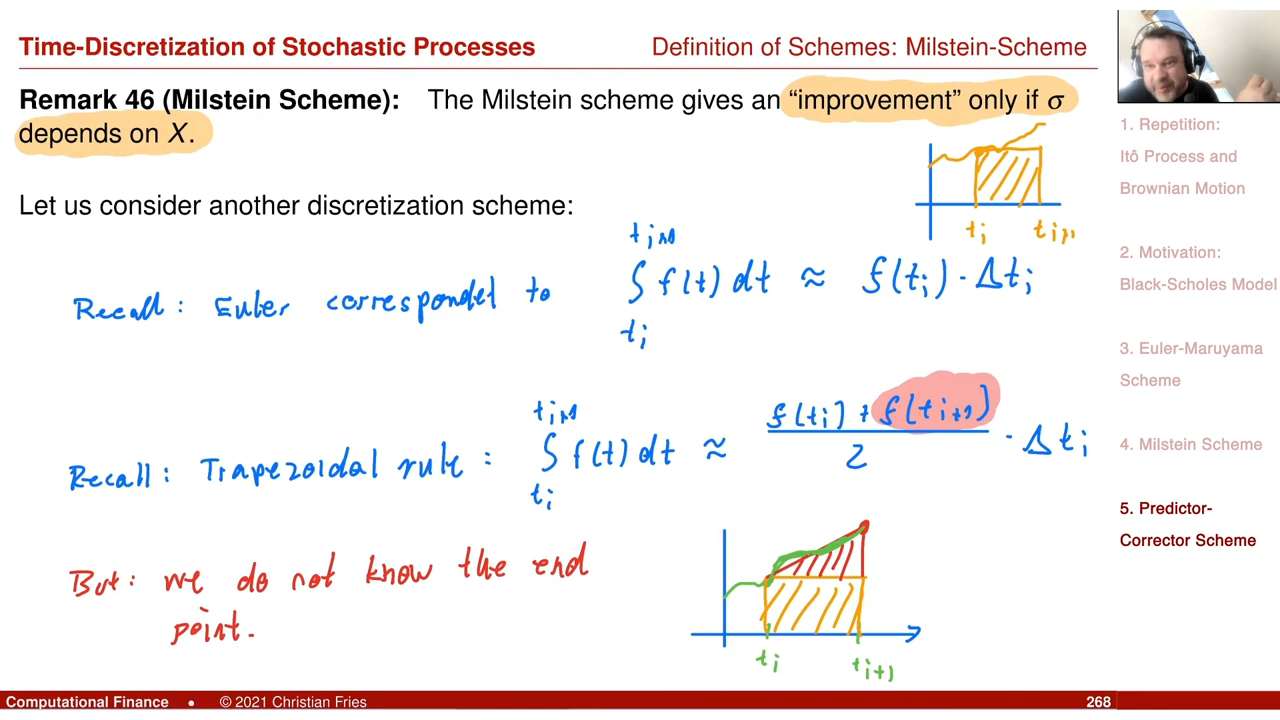 Time-Discretization of Stochastic Processes
Definition of Schemes: Milstein-Scheme
Remark 46 (Milstein Scheme): The Milstein scheme gives an “improvement” only if σ
depends on X.
Let us consider another discretization scheme:
t_i t_{i+1}
Recall: Euler corresponded to ∫_{t_i}^{t_{i+1}} f(t) dt ≈ f(t_i) · Δt_i
Recall: Trapezoidal rule: ∫_{t_i}^{t_{i+1}} f(t) dt ≈ (f(t_i) + f(t_{i+1}))/2 · Δt_i
But: we do not know the end
point.
t_i t_{i+1}
1. Repetition:
Itô Process and
Brownian Motion
2. Motivation:
Black-Scholes Model
3. Euler-Maruyama
Scheme
4. Milstein Scheme
5. Predictor-
Corrector Scheme
Computational Finance • © 2021 Christian Fries 268